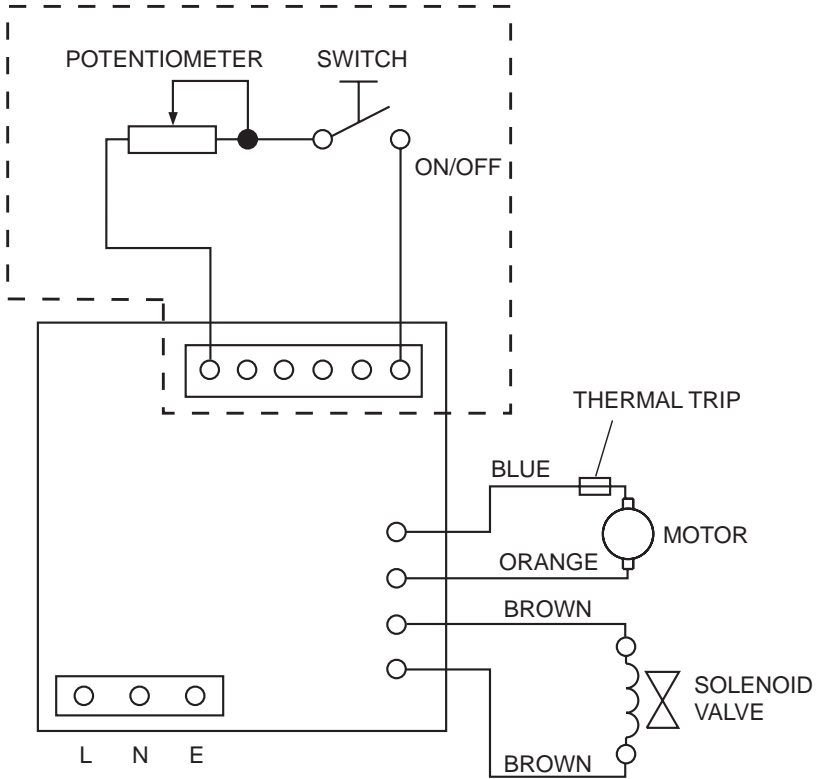 POTENTIOMETER
SWITCH
ON/OFF
THERMAL TRIP
BLUE
MOTOR
ORANGE
BROWN
SOLENOID
VALVE
L N E
BROWN